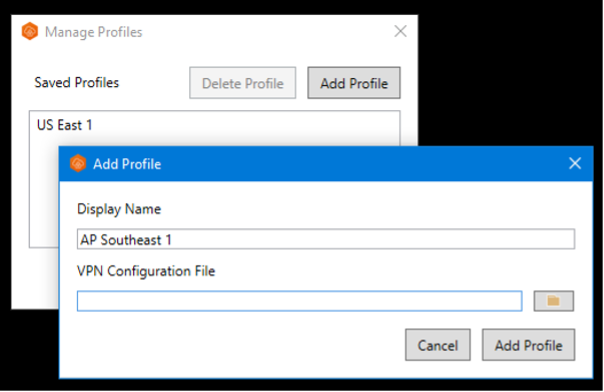 Manage Profiles
Saved Profiles
Delete Profile
Add Profile
US East 1
Add Profile
Display Name
AP Southeast 1
VPN Configuration File
Cancel
Add Profile